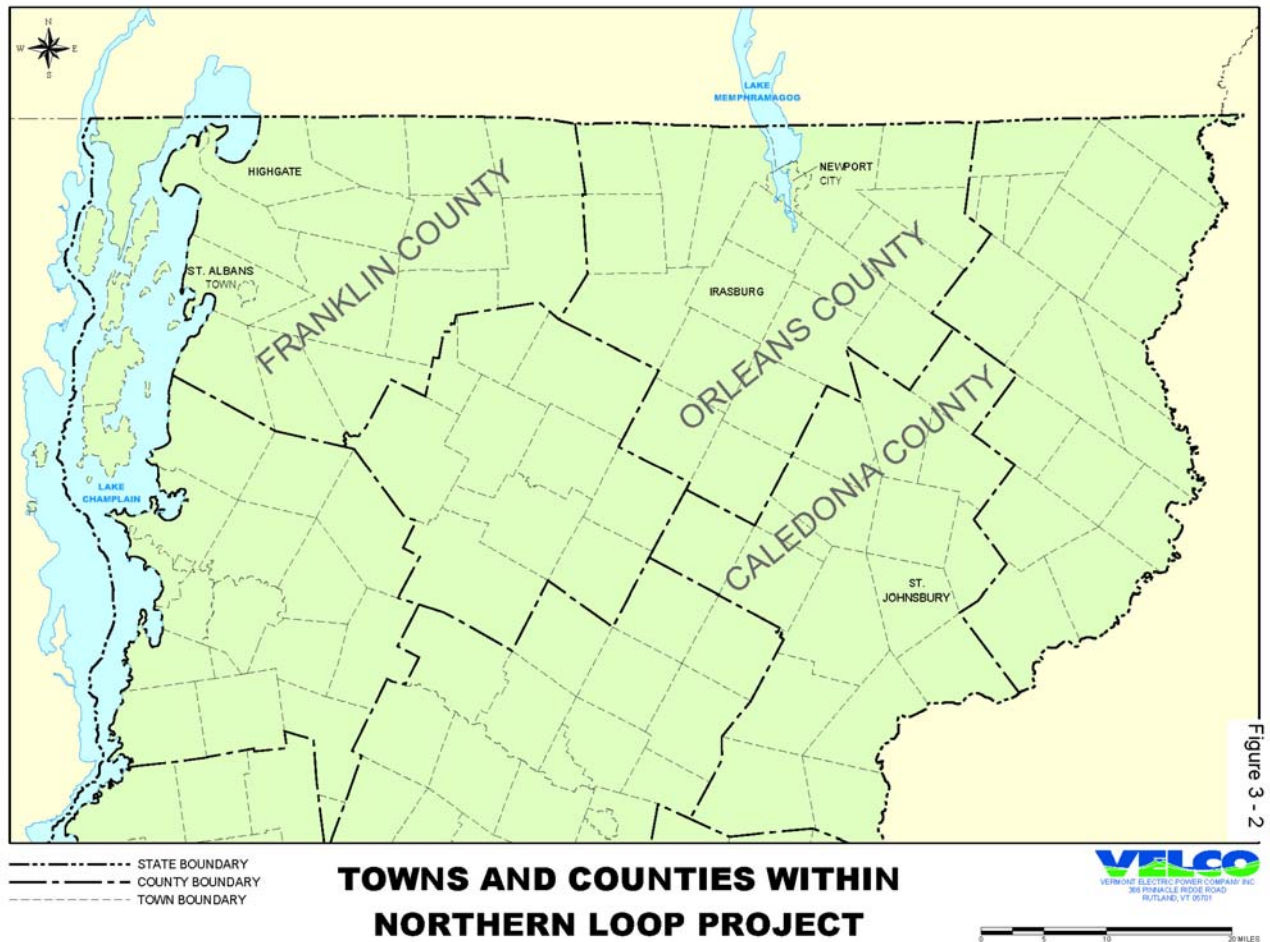 N
W E
S
LAKE
MEMPHRAMAGOG
HIGHGATE
NEWPORT
CITY
FRANKLIN COUNTY
ST. ALBANS
TOWN
IRASBURG
ORLEANS COUNTY
CALEDONIA COUNTY
LAKE
CHAMPLAIN
ST.
JOHNSBURY
Figure 3 - 2
STATE BOUNDARY
COUNTY BOUNDARY
TOWN BOUNDARY
TOWNS AND COUNTIES WITHIN
NORTHERN LOOP PROJECT
VELCO
VERMONT ELECTRIC POWER COMPANY INC
366 PINNACLE RIDGE ROAD
RUTLAND, VT 05701
0 5 10 20 MILES